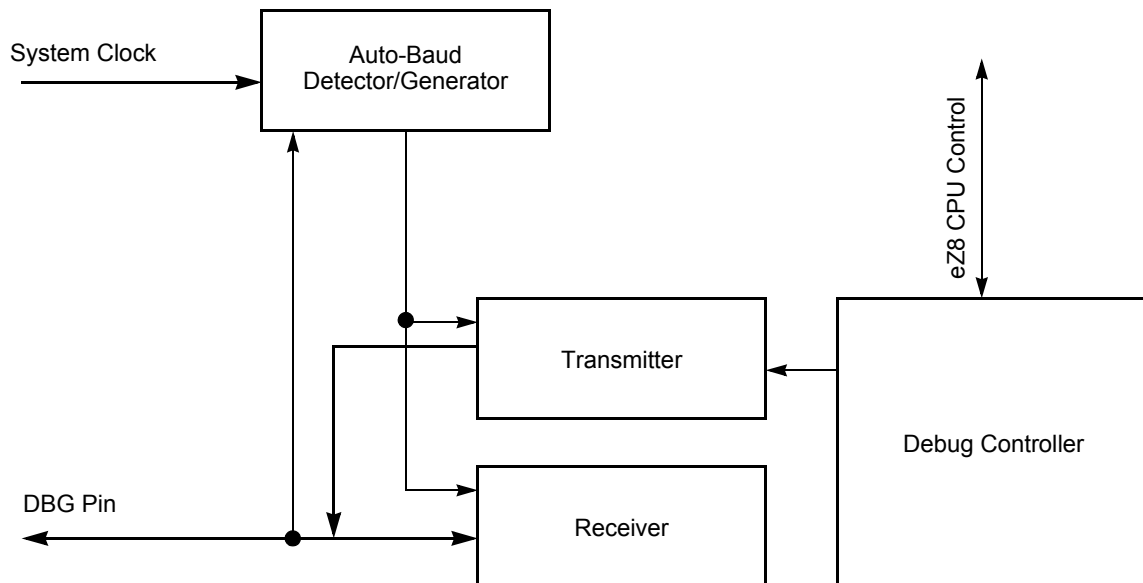 System Clock
Auto-Baud
Detector/Generator
eZ8 CPU Control
Transmitter
Debug Controller
DBG Pin
Receiver